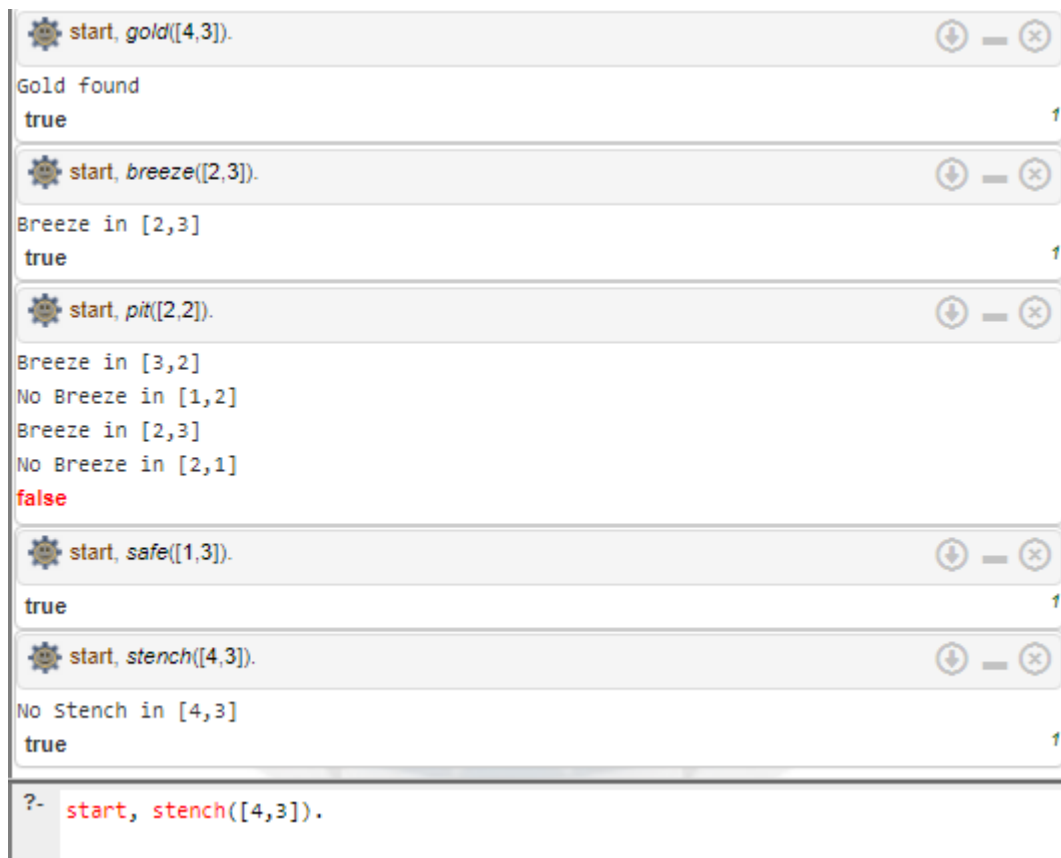 start, gold([4,3]).
Gold found
true
1
start, breeze([2,3]).
Breeze in [2,3]
true
1
start, pit([2,2]).
Breeze in [3,2]
No Breeze in [1,2]
Breeze in [2,3]
No Breeze in [2,1]
false
start, safe([1,3]).
true
1
start, stench([4,3]).
No Stench in [4,3]
true
1
?- start, stench([4,3]).